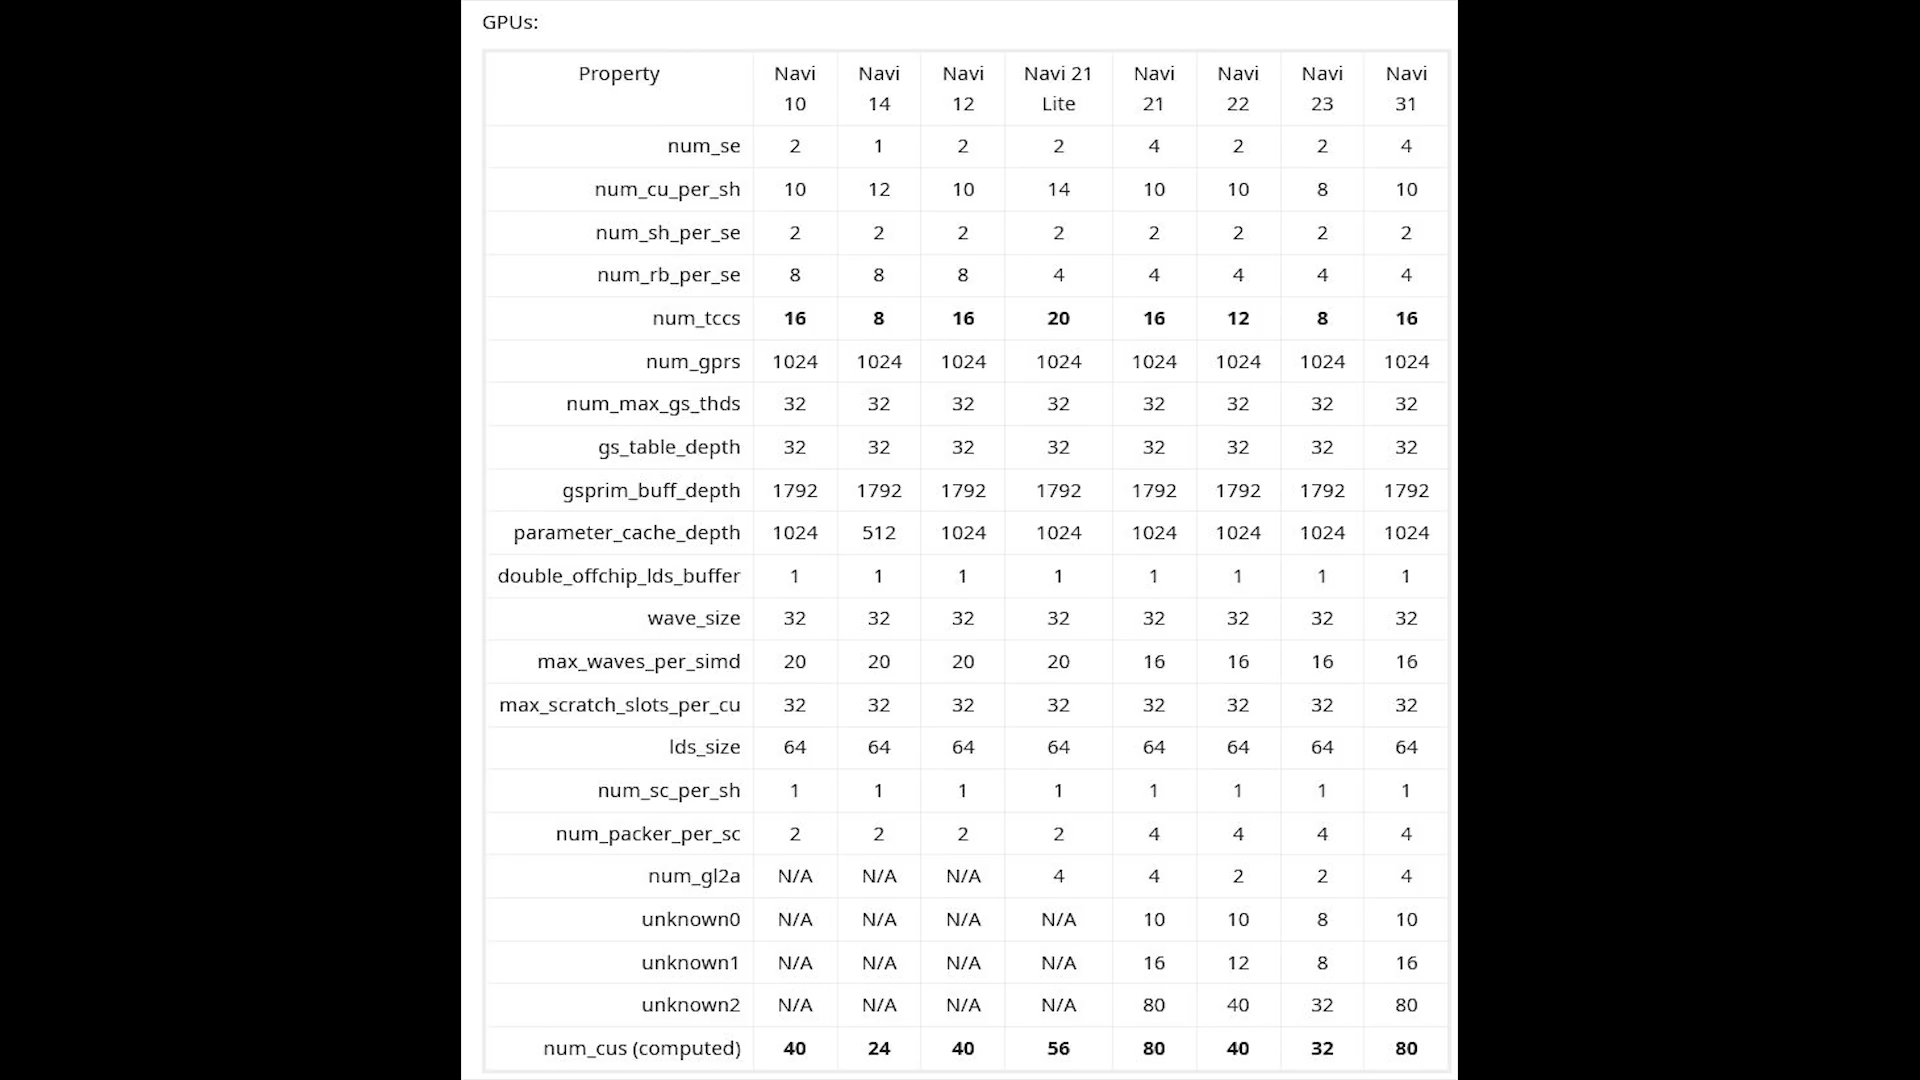 GPUs:
Property Navi 10 Navi 14 Navi 12 Navi 21 Lite Navi 21 Navi 22 Navi 23 Navi 31
num_se 2 1 2 2 4 2 2 4
num_cu_per_sh 10 12 10 14 10 10 8 10
num_sh_per_se 2 2 2 2 2 2 2 2
num_rb_per_se 8 8 8 4 4 4 4 4
num_tccs 16 8 16 20 16 12 8 16
num_gprs 1024 1024 1024 1024 1024 1024 1024 1024
num_max_gs_thds 32 32 32 32 32 32 32 32
gs_table_depth 32 32 32 32 32 32 32 32
gsprim_buff_depth 1792 1792 1792 1792 1792 1792 1792 1792
parameter_cache_depth 1024 512 1024 1024 1024 1024 1024 1024
double_offchip_lds_buffer 1 1 1 1 1 1 1 1
wave_size 32 32 32 32 32 32 32 32
max_waves_per_simd 20 20 20 20 16 16 16 16
max_scratch_slots_per_cu 32 32 32 32 32 32 32 32
lds_size 64 64 64 64 64 64 64 64
num_sc_per_sh 1 1 1 1 1 1 1 1
num_packer_per_sc 2 2 2 2 4 4 4 4
num_gl2a N/A N/A N/A 4 4 2 2 4
unknown0 N/A N/A N/A N/A 10 10 8 10
unknown1 N/A N/A N/A N/A 16 12 8 16
unknown2 N/A N/A N/A N/A 80 40 32 80
num_cus (computed) 40 24 40 56 80 40 32 80